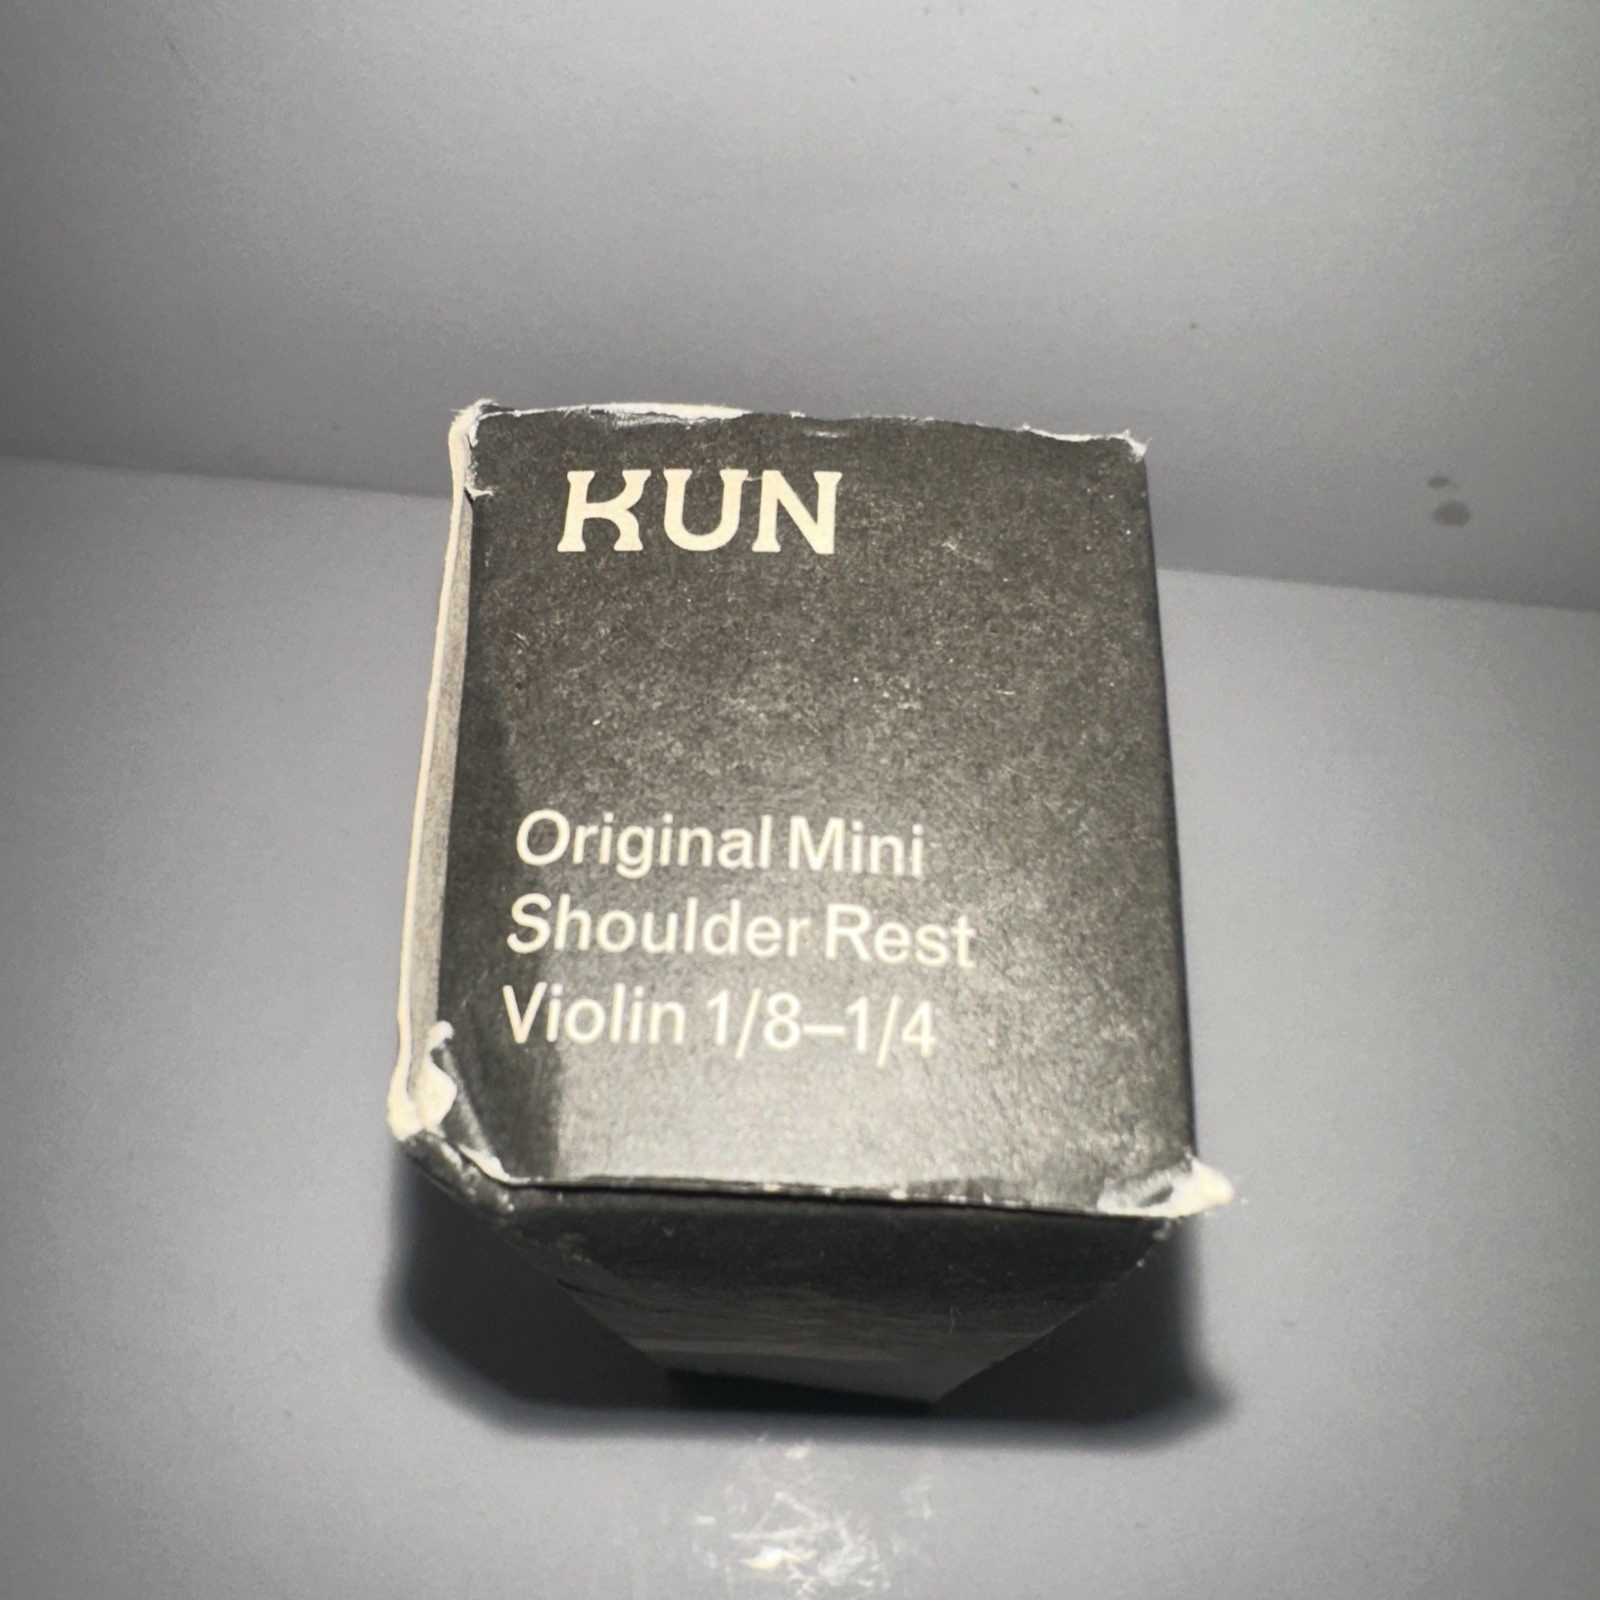 KUN
Original Mini
Shoulder Rest
Violin 1/8–1/4